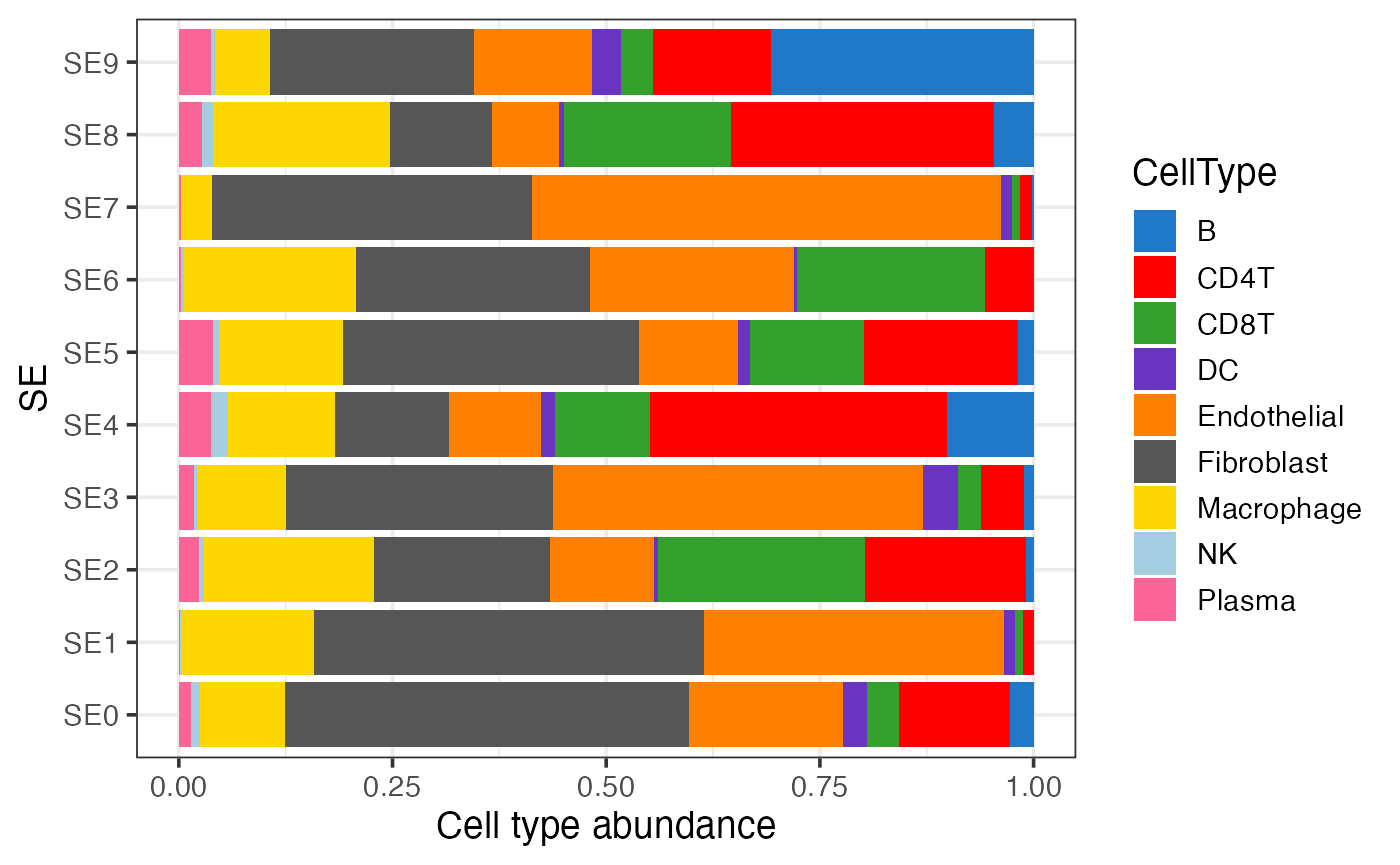 SE9
SE8
SE7
SE6
SE5
SE4
SE3
SE2
SE1
SE0
SE
0.00 0.25 0.50 0.75 1.00
Cell type abundance
CellType
B
CD4T
CD8T
DC
Endothelial
Fibroblast
Macrophage
NK
Plasma